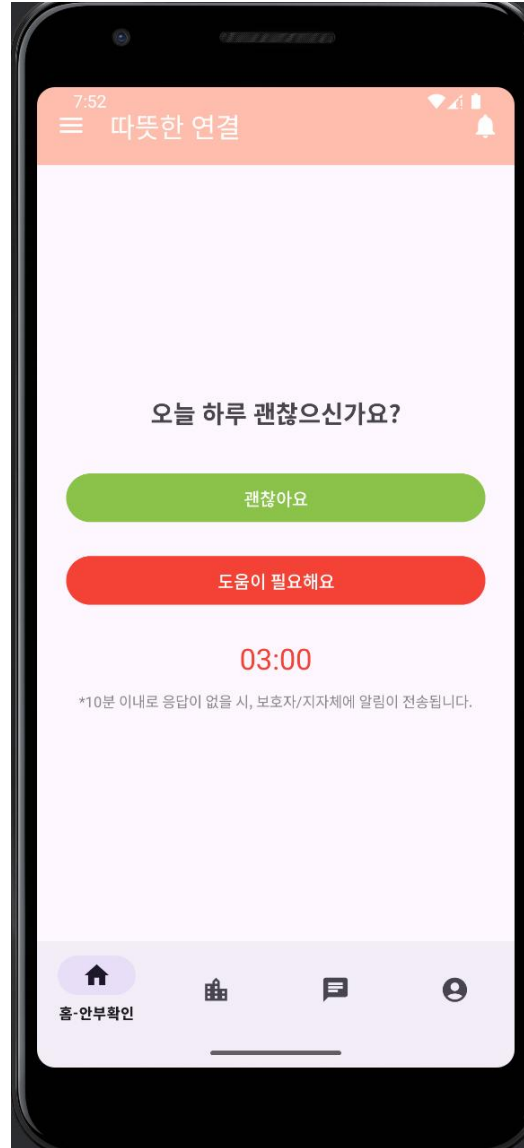 7:52
따뜻한 연결
오늘 하루 괜찮으신가요?
괜찮아요
도움이 필요해요
03:00
*10분 이내로 응답이 없을 시, 보호자/지자체에 알림이 전송됩니다.
홈-안부확인